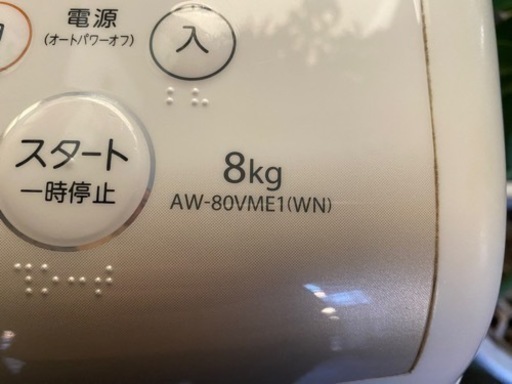 電源
(オートパワーオフ)
入
スタート
一時停止
8kg
AW-80VME1(WN)